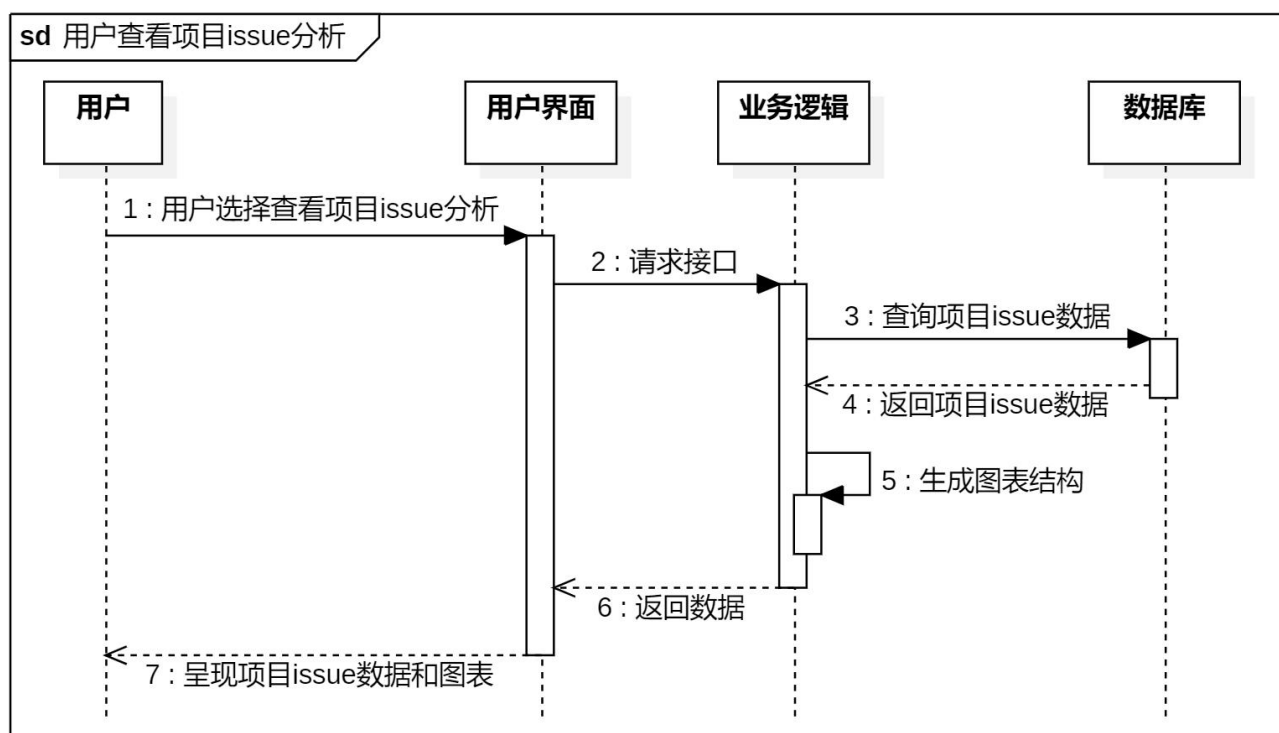 sd 用户查看项目issue分析
用户
用户界面
业务逻辑
数据库
1 : 用户选择查看项目issue分析
2 : 请求接口
3 : 查询项目issue数据
4 : 返回项目issue数据
5 : 生成图表结构
6 : 返回数据
7 : 呈现项目issue数据和图表